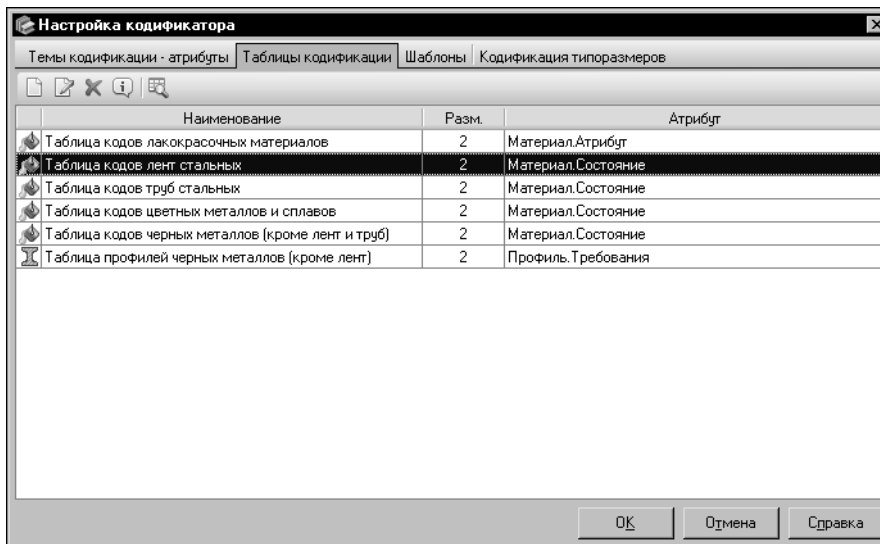 Настройка кодификатора
Темы кодификации - атрибуты Таблицы кодификации Шаблоны Кодификация типоразмеров
Наименование Разм. Атрибут
Таблица кодов лакокрасочных материалов 2 Материал.Атрибут
Таблица кодов лент стальных 2 Материал.Состояние
Таблица кодов труб стальных 2 Материал.Состояние
Таблица кодов цветных металлов и сплавов 2 Материал.Состояние
Таблица кодов черных металлов (кроме лент и труб) 2 Материал.Состояние
Таблица профилей черных металлов (кроме лент) 2 Профиль.Требования
OK Отмена Справка